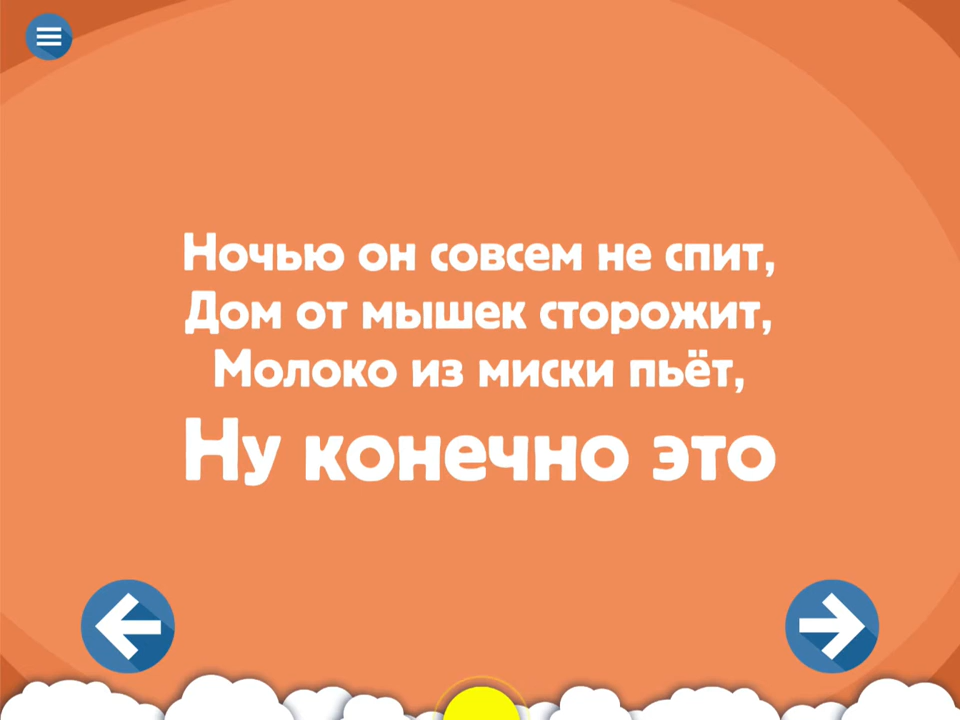 Ночью он совсем не спит,
Дом от мышек сторожит,
Молоко из миски пьёт,
Ну конечно это